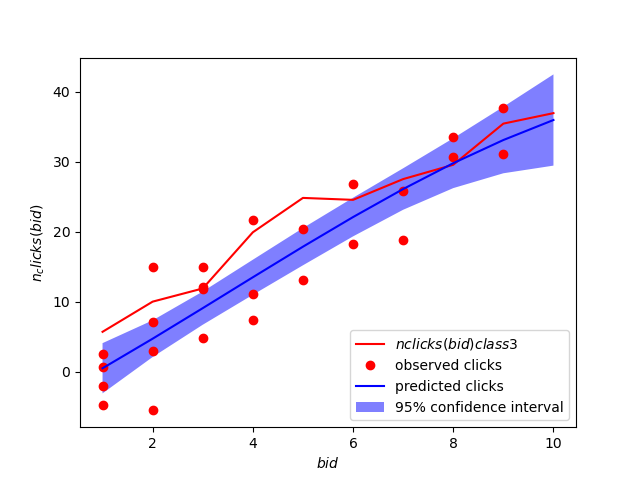 40
30
20
10
0
n_clicks(bid)
nclicks(bid)class3
observed clicks
predicted clicks
95% confidence interval
2 4 6 8 10
bid